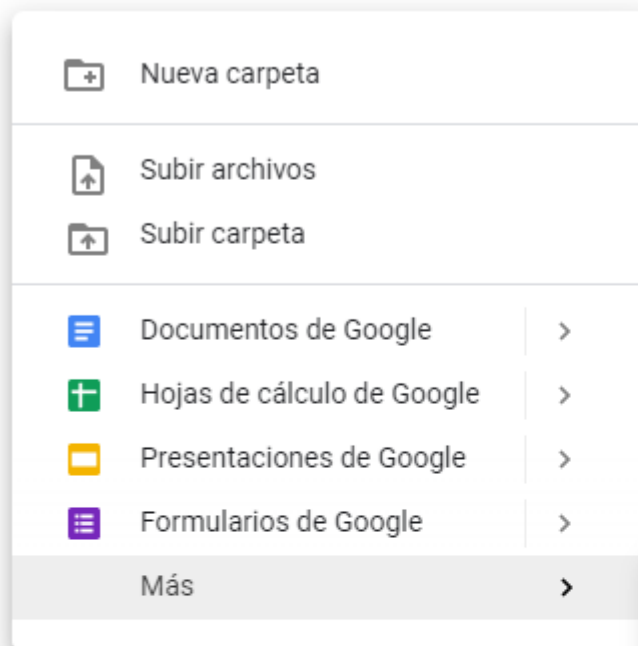 Nueva carpeta
Subir archivos
Subir carpeta
Documentos de Google
Hojas de cálculo de Google
Presentaciones de Google
Formularios de Google
Más